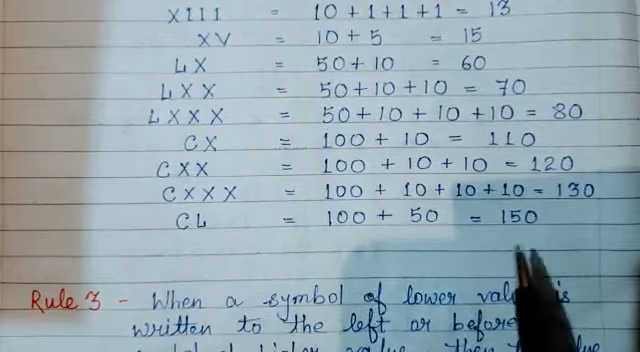 XIII = 10 + 1 + 1 + 1 = 13
XV = 10 + 5 = 15
LX = 50 + 10 = 60
LXX = 50 + 10 + 10 = 70
LXXX = 50 + 10 + 10 + 10 = 80
CX = 100 + 10 = 110
CXX = 100 + 10 + 10 = 120
CXXX = 100 + 10 + 10 + 10 = 130
CL = 100 + 50 = 150
Rule 3 - When a symbol of lower is
written to the left or before
value, then